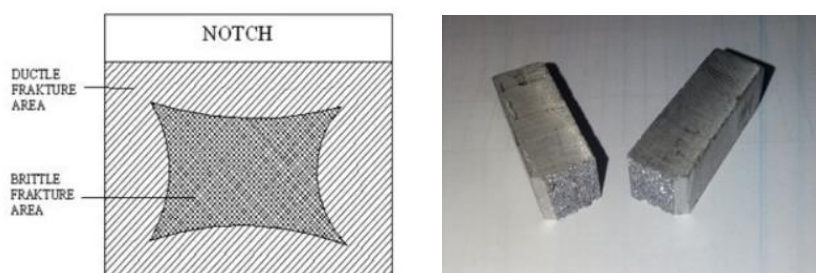 NOTCH
DUCTLE
FRAKTURE
AREA
BRITTLE
FRAKTURE
AREA